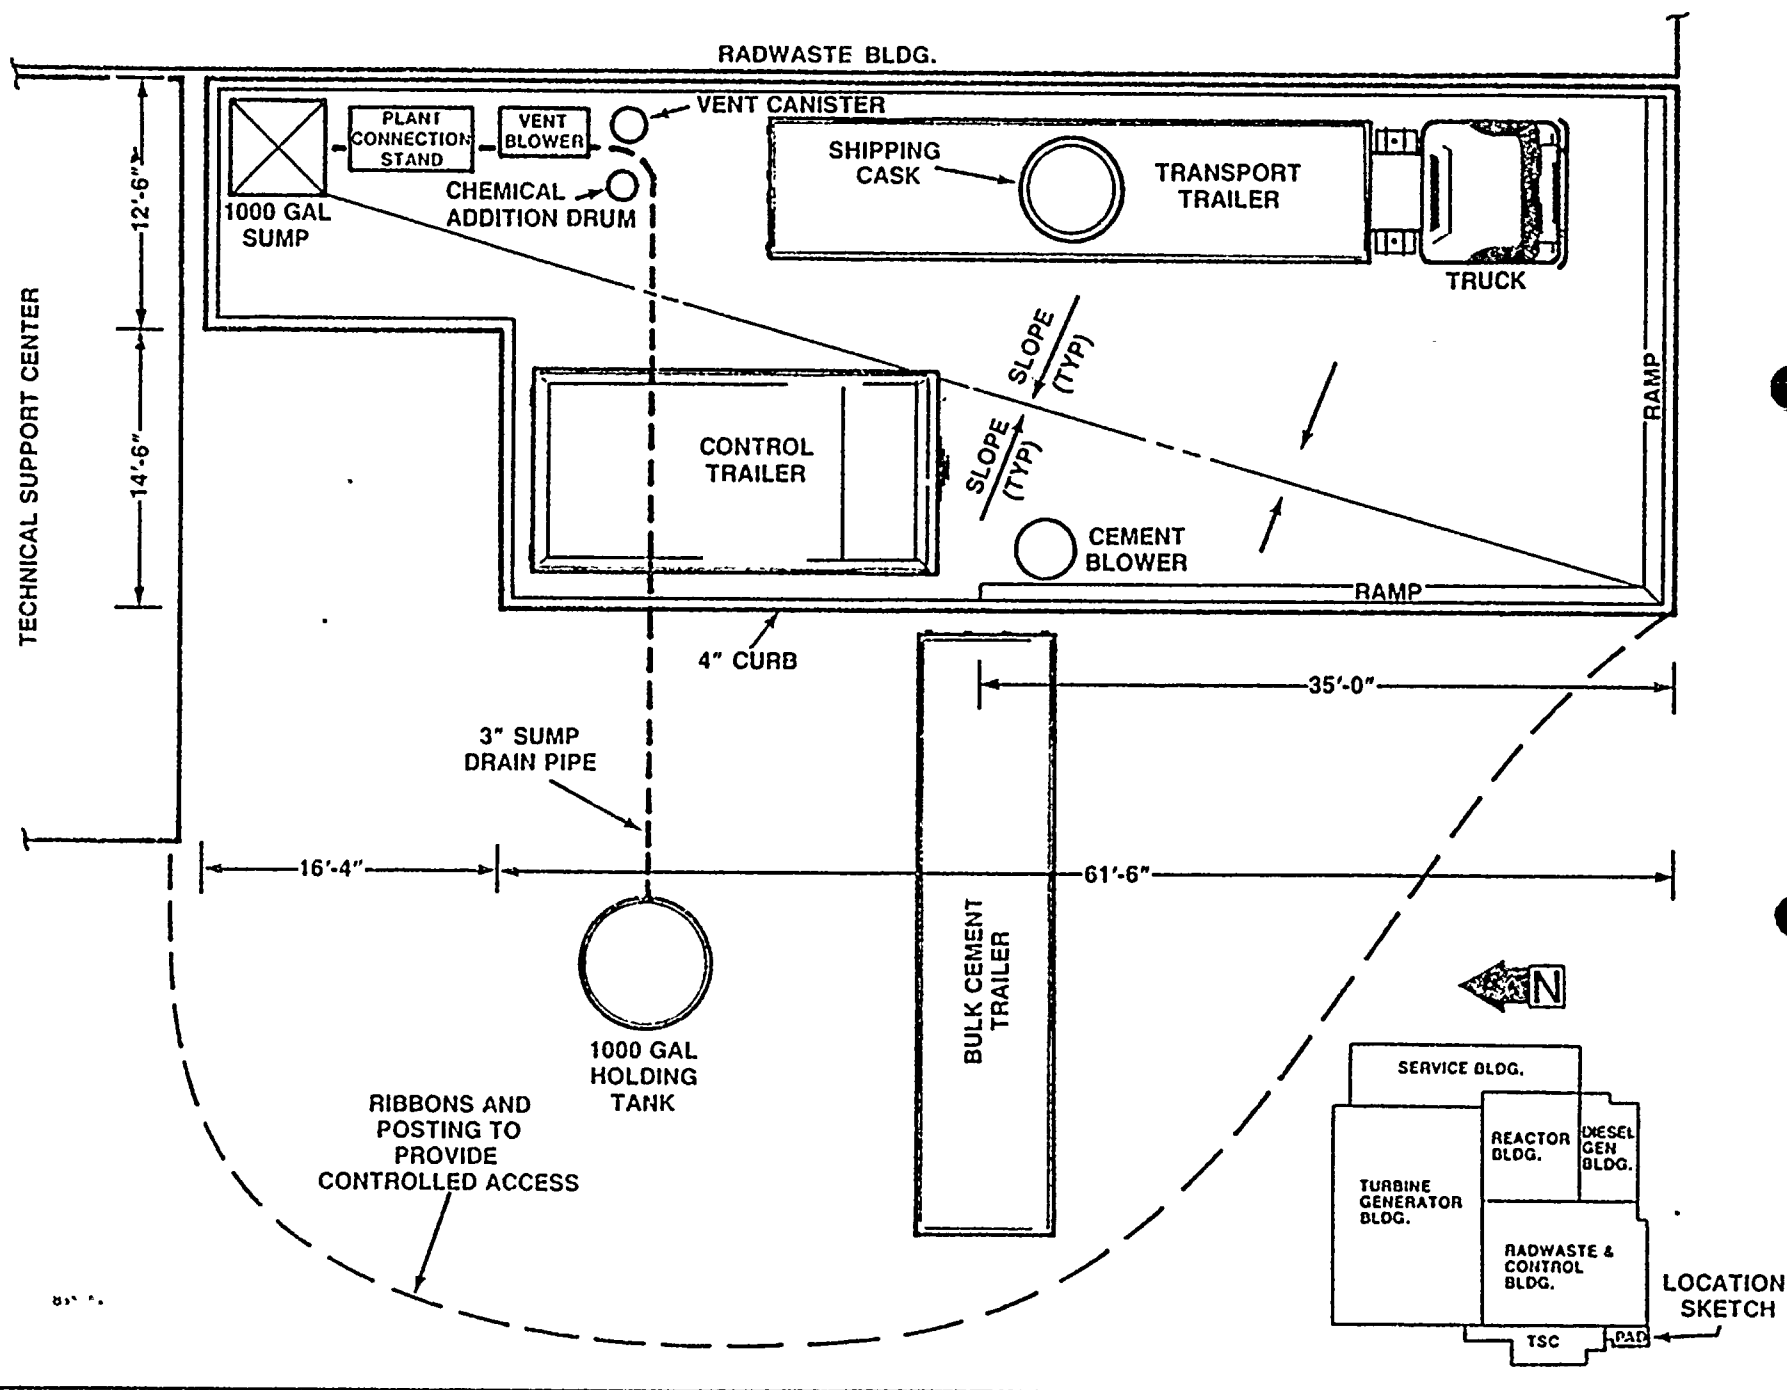 RADWASTE BLDG.
VENT CANISTER
PLANT
CONNECTION
STAND
VENT
BLOWER
CHEMICAL
ADDITION DRUM
1000 GAL
SUMP
SHIPPING
CASK
TRANSPORT
TRAILER
TRUCK
12'-6"
14'-6"
TECHNICAL SUPPORT CENTER
SLOPE
(TYP)
SLOPE
(TYP)
RAMP
CONTROL
TRAILER
CEMENT
BLOWER
RAMP
4" CURB
35'-0"
3" SUMP
DRAIN PIPE
16'-4"
61'-6"
BULK CEMENT
TRAILER
1000 GAL
HOLDING
TANK
RIBBONS AND
POSTING TO
PROVIDE
CONTROLLED ACCESS
N
SERVICE BLDG.
REACTOR
BLDG.
DIESEL
GEN
BLDG.
TURBINE
GENERATOR
BLDG.
RADWASTE &
CONTROL
BLDG.
LOCATION
SKETCH
TSC
PAD